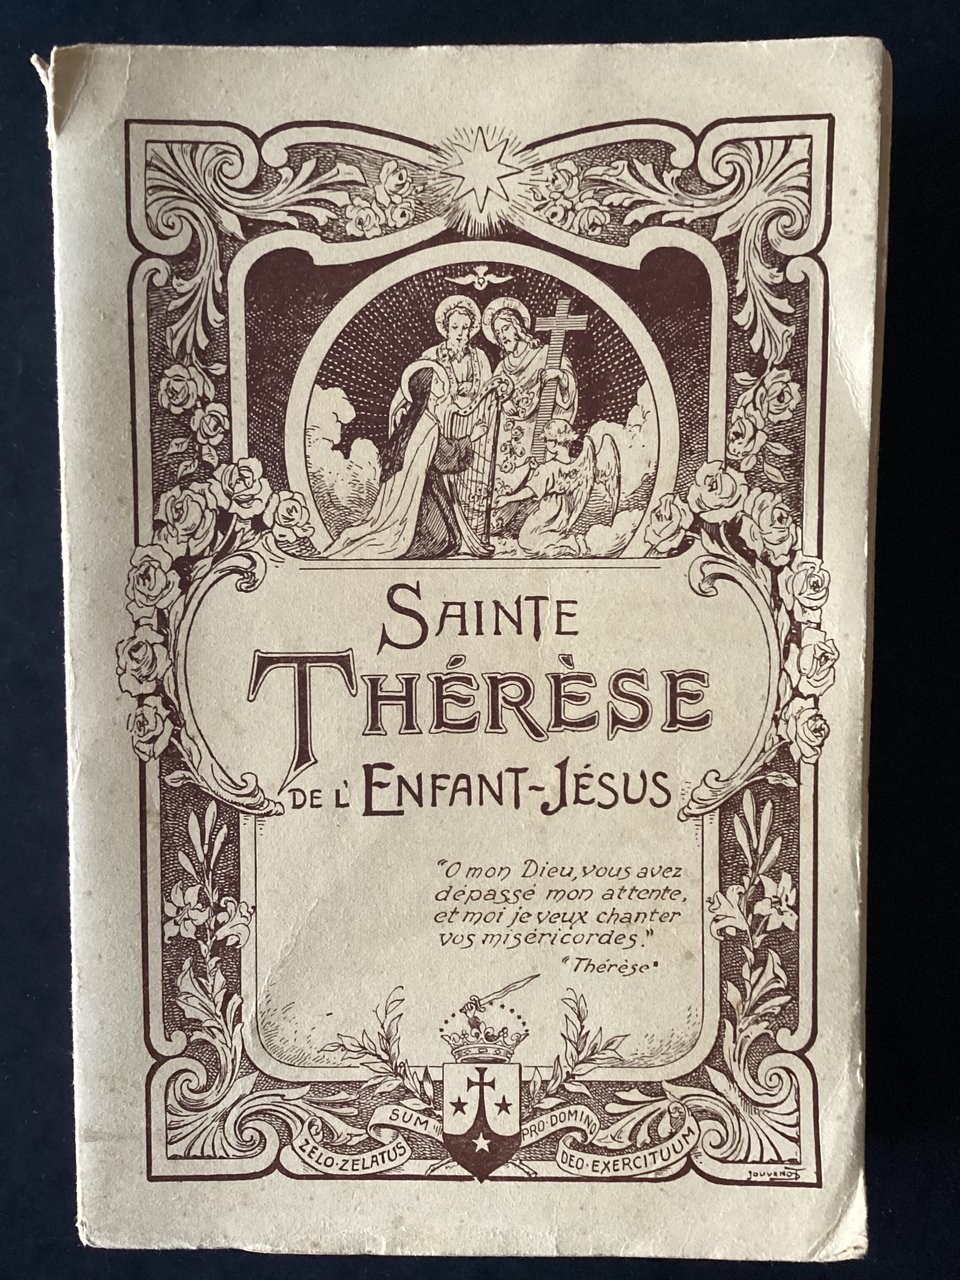 SAINTE
THÉRÈSE
DE L'ENFANT-JÉSUS
"O mon Dieu, vous avez
dépassé mon attente,
et moi je veux chanter
vos miséricordes."
"Thérèse"
ZELO·ZELATUS
SUM
PRO·DOMINO
DEO·EXERCITUUM
JOUVENOT